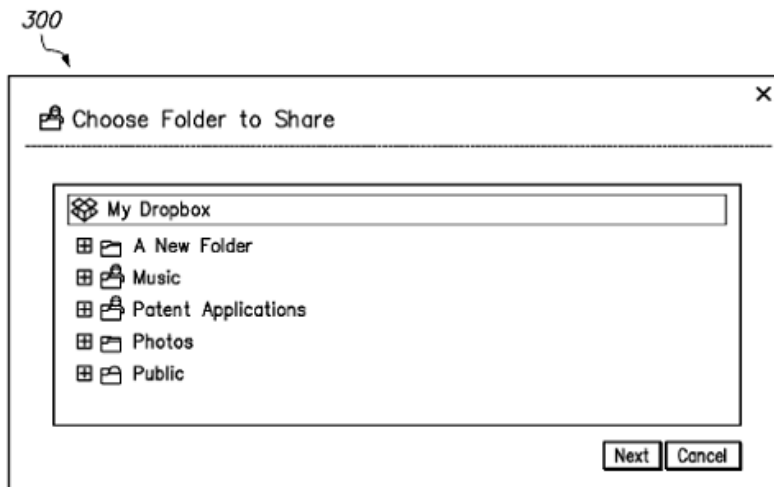 300
Choose Folder to Share
My Dropbox
A New Folder
Music
Patent Applications
Photos
Public
Next Cancel